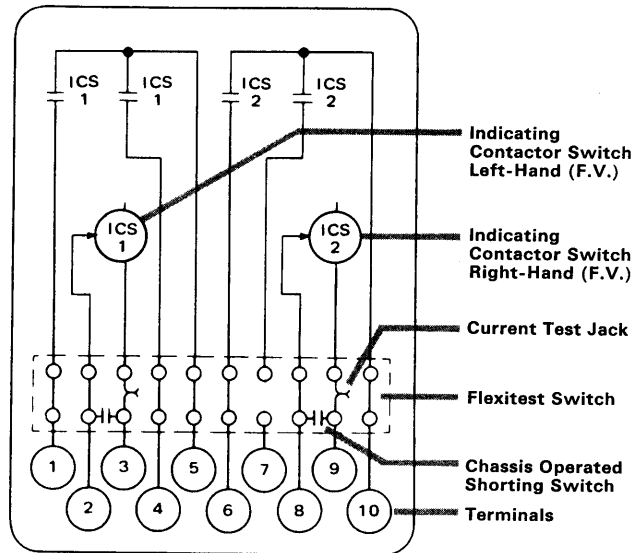 ICS
1
ICS
1
ICS
2
ICS
2
Indicating
Contactor Switch
Left-Hand (F.V.)
ICS
1
ICS
2
Indicating
Contactor Switch
Right-Hand (F.V.)
Current Test Jack
Flexitest Switch
1
3
5
7
9
2
4
6
8
10
Chassis Operated
Shorting Switch
Terminals